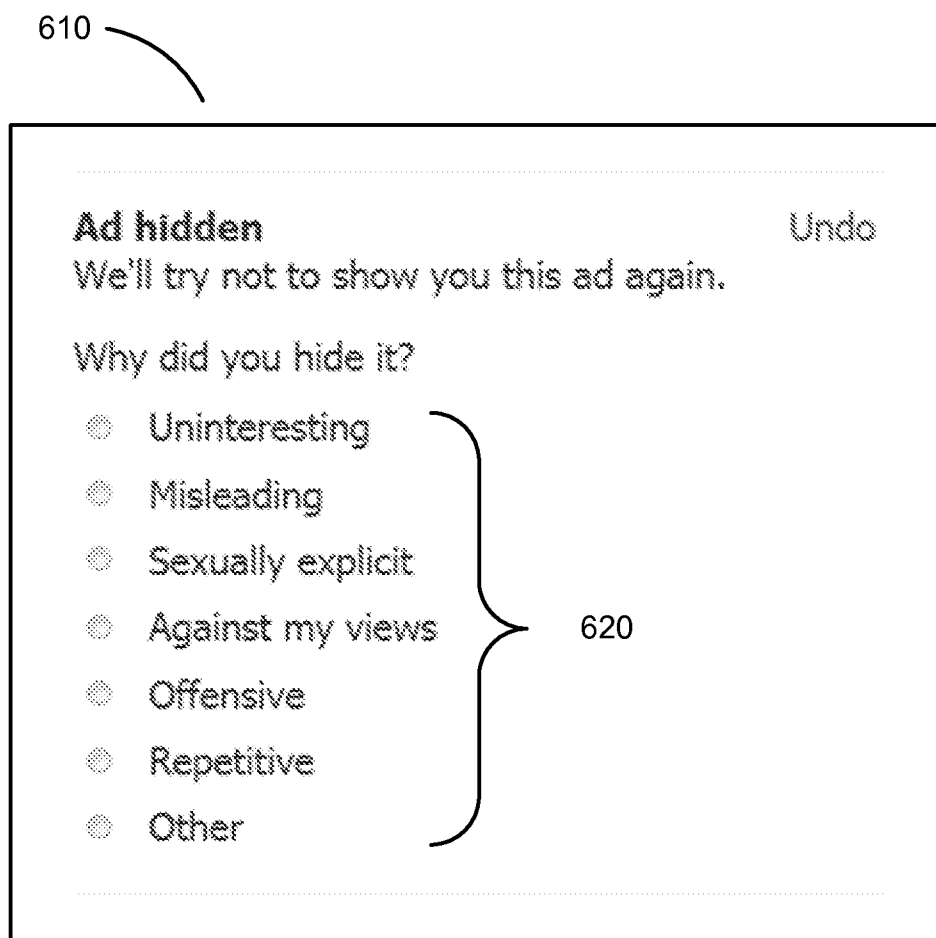 610
Ad hidden Undo
We'll try not to show you this ad again.
Why did you hide it?
Uninteresting
Misleading
Sexually explicit
Against my views
620
Offensive
Repetitive
Other